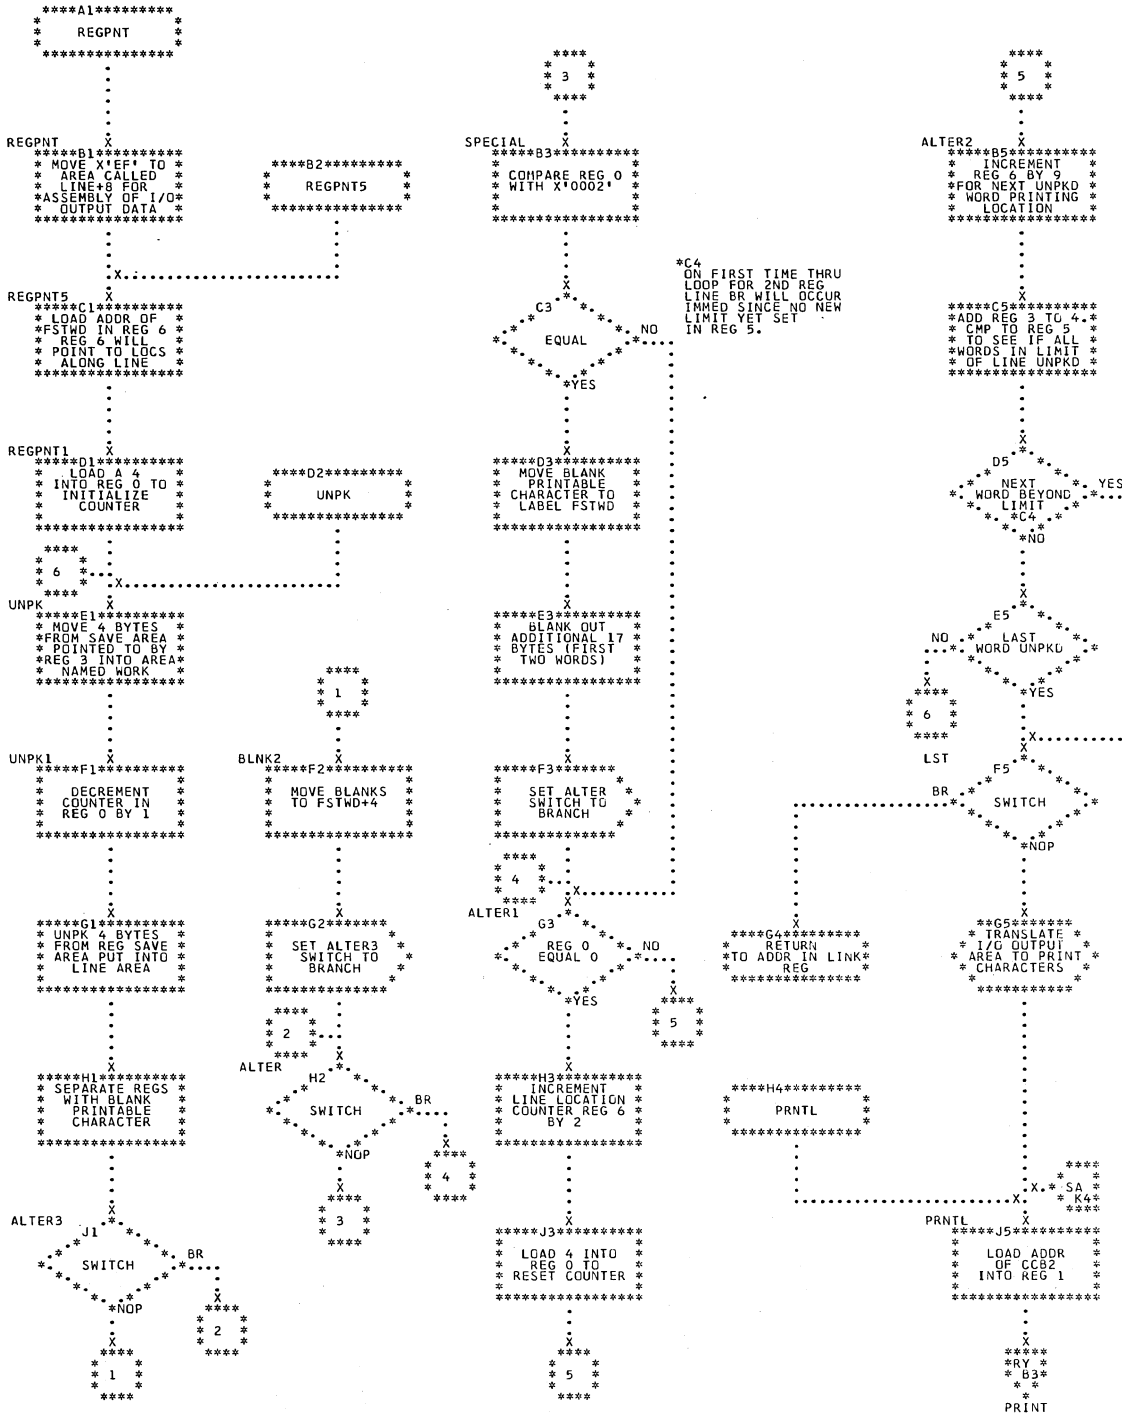 A1
REGPNT
REGPNT
B1
MOVE X'EF' TO
AREA CALLED
LINE+8 FOR
ASSEMBLY OF I/O
OUTPUT DATA
B2
REGPNT5
REGPNT5
C1
LOAD ADDR OF
FSTWD IN REG 6
REG 6 WILL
POINT TO LOCS
ALONG LINE
REGPNT1
D1
LOAD A 4
INTO REG 0 TO
INITIALIZE
COUNTER
D2
UNPK
6
UNPK
E1
MOVE 4 BYTES
FROM SAVE AREA
POINTED TO BY
REG 3 INTO AREA
NAMED WORK
UNPK1
F1
DECREMENT
COUNTER IN
REG 0 BY 1
G1
UNPK 4 BYTES
FROM REG SAVE
AREA PUT INTO
LINE AREA
H1
SEPARATE REGS
WITH BLANK
PRINTABLE
CHARACTER
ALTER3
J1
SWITCH
BR
*NOP
2
1
1
BLNK2
F2
MOVE BLANKS
TO FSTWD+4
G2
SET ALTER3
SWITCH TO
BRANCH
2
ALTER
H2
SWITCH
BR
*NOP
4
3
3
SPECIAL
B3
COMPARE REG 0
WITH X'0002'
C3
EQUAL
NO
*YES
*C4
ON FIRST TIME THRU
LOOP FOR 2ND REG
LINE BR WILL OCCUR
IMMED SINCE NO NEW
LIMIT YET SET
IN REG 5.
D3
MOVE BLANK
PRINTABLE
CHARACTER TO
LABEL FSTWD
E3
BLANK OUT
ADDITIONAL 17
BYTES (FIRST
TWO WORDS)
F3
SET ALTER
SWITCH TO
BRANCH
4
ALTER1
G3
REG 0
EQUAL 0
NO
*YES
5
H3
INCREMENT
LINE LOCATION
COUNTER REG 6
BY 2
J3
LOAD 4 INTO
REG 0 TO
RESET COUNTER
5
5
ALTER2
B5
INCREMENT
REG 6 BY 9
FOR NEXT UNPKD
WORD PRINTING
LOCATION
C5
ADD REG 3 TO 4.
CMP TO REG 5
TO SEE IF ALL
WORDS IN LIMIT
OF LINE UNPKD
D5
NEXT
WORD BEYOND
LIMIT
*C4
YES
*NO
E5
LAST
WORD UNPKD
NO
*YES
6
LST
F5
SWITCH
BR
*NOP
G4
RETURN
TO ADDR IN LINK
REG
G5
TRANSLATE
I/O OUTPUT
AREA TO PRINT
CHARACTERS
H4
PRNTL
SA
K4
PRNTL
J5
LOAD ADDR
OF CCB2
INTO REG 1
RY
B3
PRINT